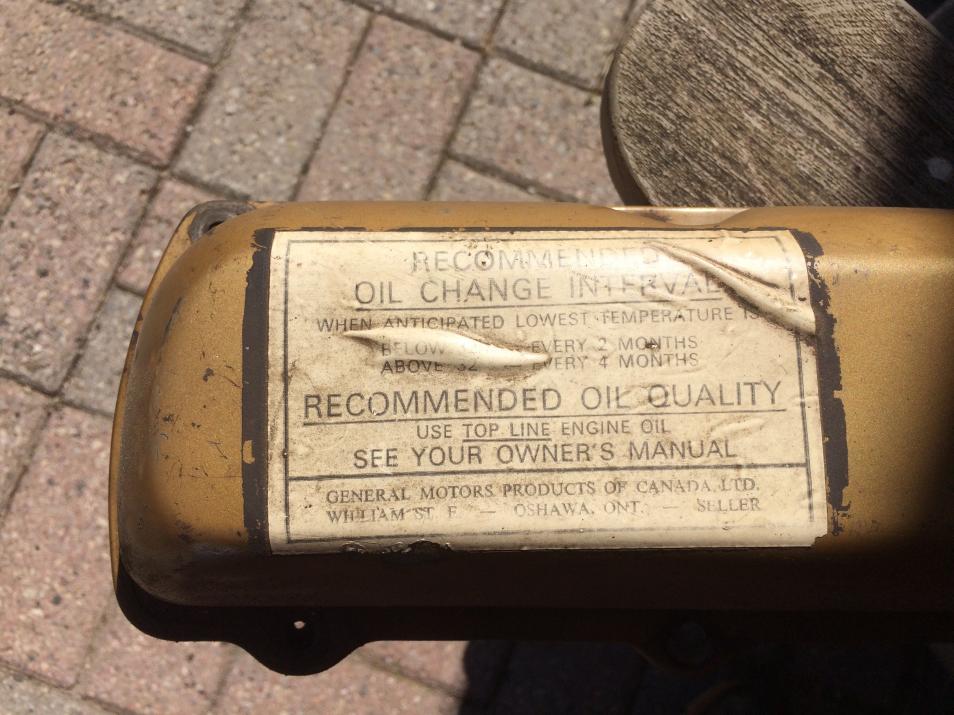 RECOMMENDED
OIL CHANGE INTERVAL
WHEN ANTICIPATED LOWEST TEMPERATURE IS
BELOW EVERY 2 MONTHS
ABOVE 32 — EVERY 4 MONTHS
RECOMMENDED OIL QUALITY
USE TOP LINE ENGINE OIL
SEE YOUR OWNER'S MANUAL
GENERAL MOTORS PRODUCTS OF CANADA, LTD.
WILLIAM ST. E. — OSHAWA, ONT. — SELLER